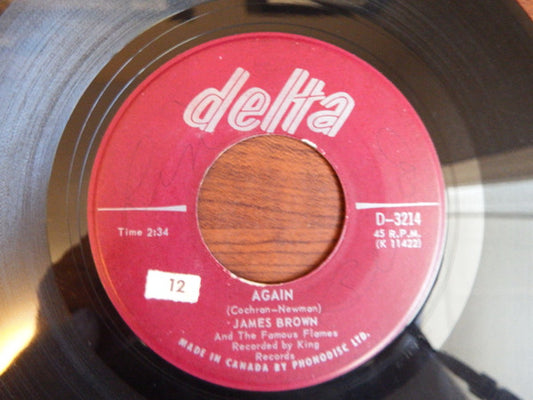 delta
Time 2:34
D-3214
45 R.P.M.
(K 11422)
12
AGAIN
(Cochran-Newman)
JAMES BROWN
And The Famous Flames
Recorded by King
Records
MADE IN CANADA BY PHONODISC LTD.